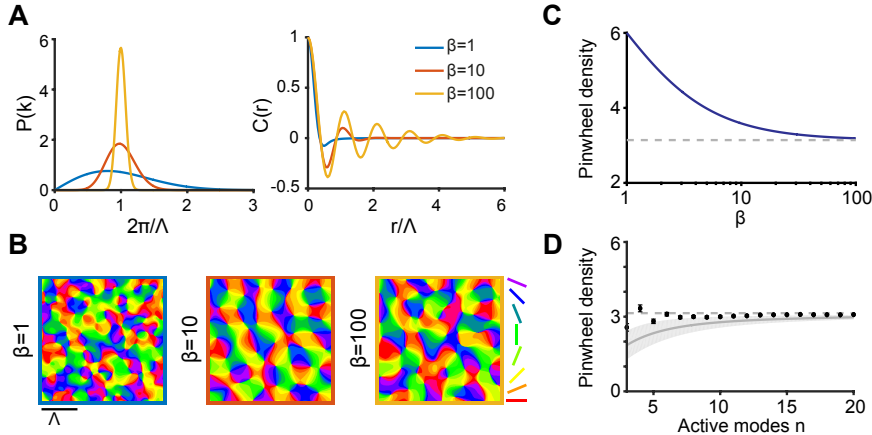 A
P(k)
6
4
2
0
0
1
2
3
2π/Λ
C(r)
1
0.5
0
-0.5
0
2
4
6
r/Λ
β=1
β=10
β=100
B
β=1
Λ
β=10
β=100
C
Pinwheel density
6
4
2
1
10
100
β
D
Pinwheel density
6
3
0
5
10
15
20
Active modes n